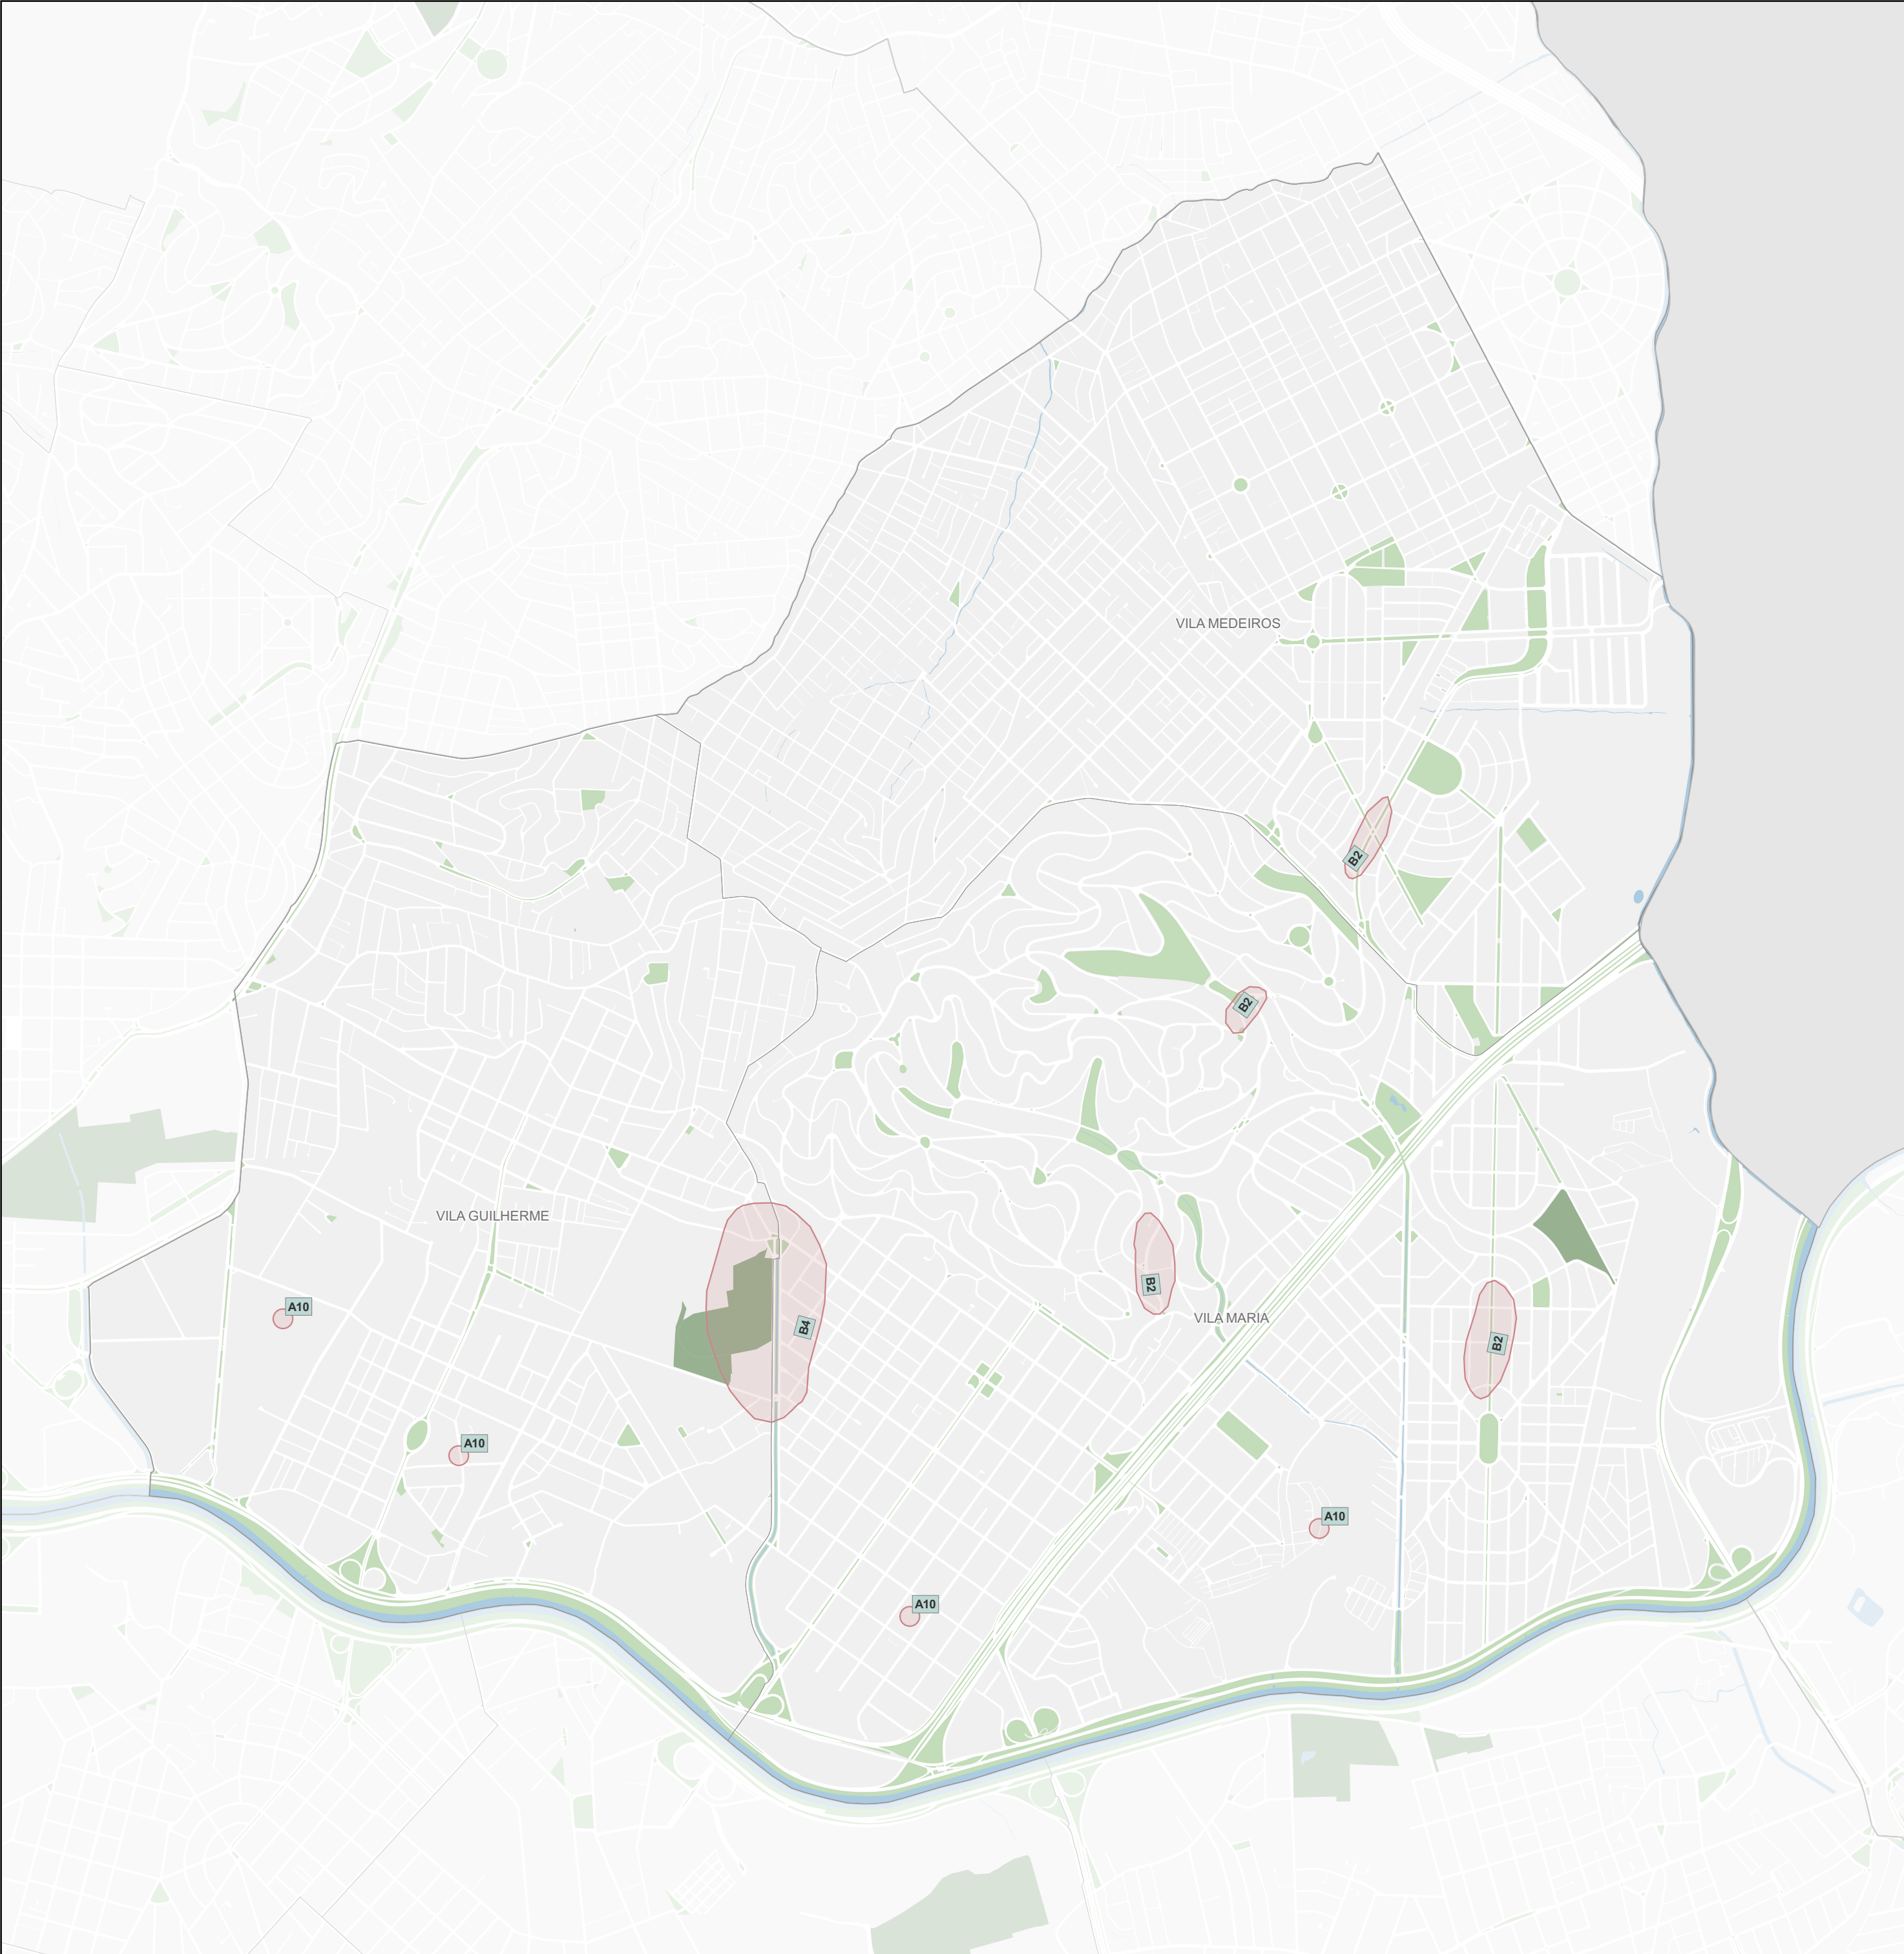 VILA MEDEIROS
B2
B2
VILA GUILHERME
B2
A10
VILA MARIA
B4
B2
A10
A10
A10